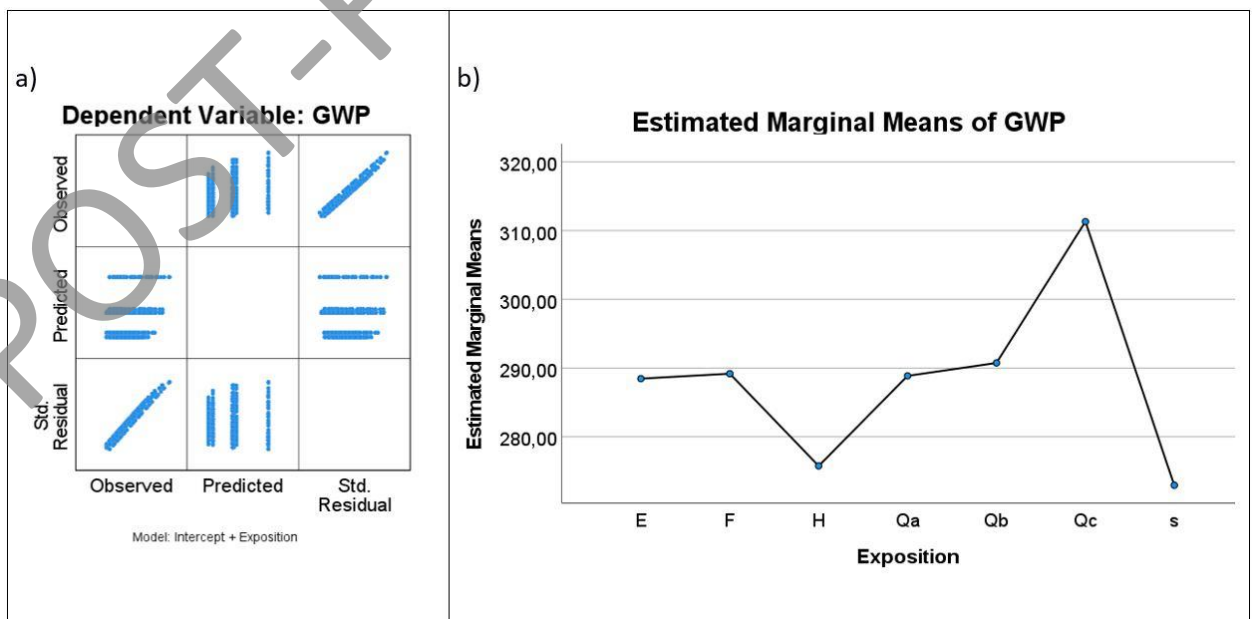 a)
Dependent Variable: GWP
Observed
Predicted
Std.
Residual
Observed Predicted Std.
Residual
Model: Intercept + Exposition
b)
Estimated Marginal Means of GWP
Estimated Marginal Means
320,00
310,00
300,00
290,00
280,00
E F H Qa Qb Qc s
Exposition
POST-